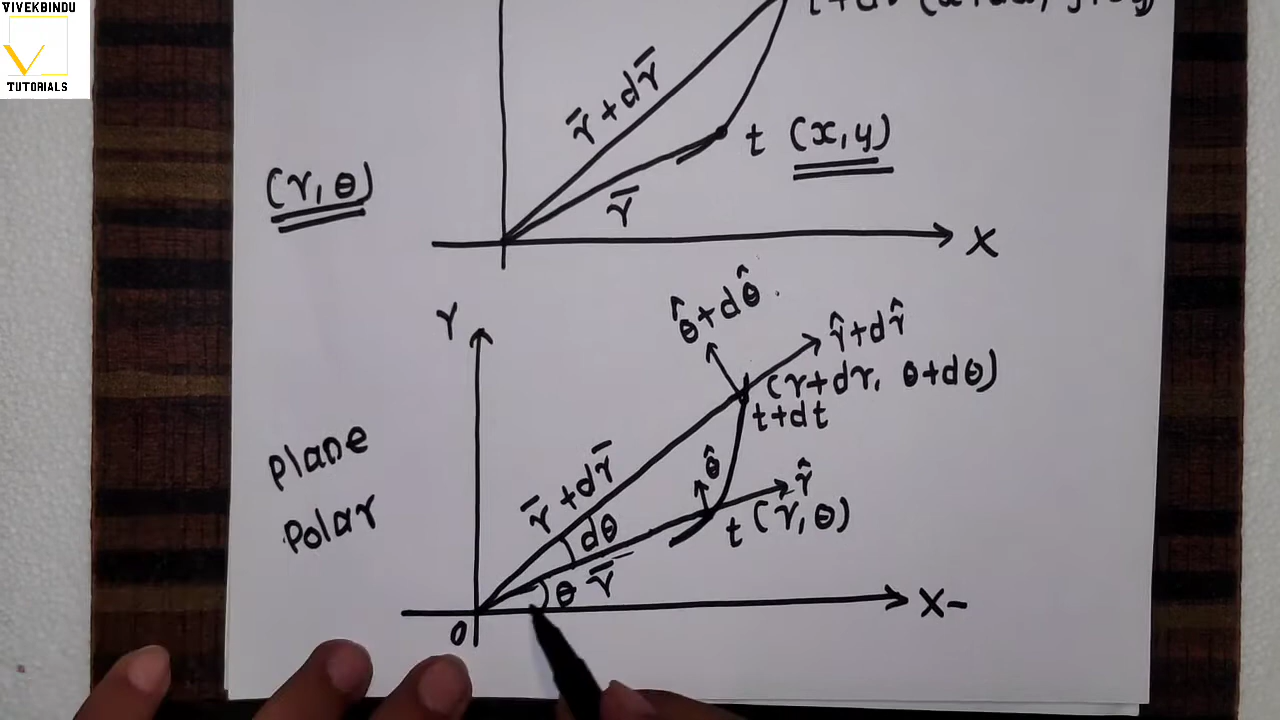 VIVEKBINDU
TUTORIALS
r̄+dr̄
t (x,y)
(r, θ)
r̄
X
Y
θ̂+dθ̂
r̂+dr̂
(r+dr, θ+dθ)
t+dt
Plane
Polar
r̄+dr̄
dθ
θ̂
r̂
t (r,θ)
θ r̄
X
O